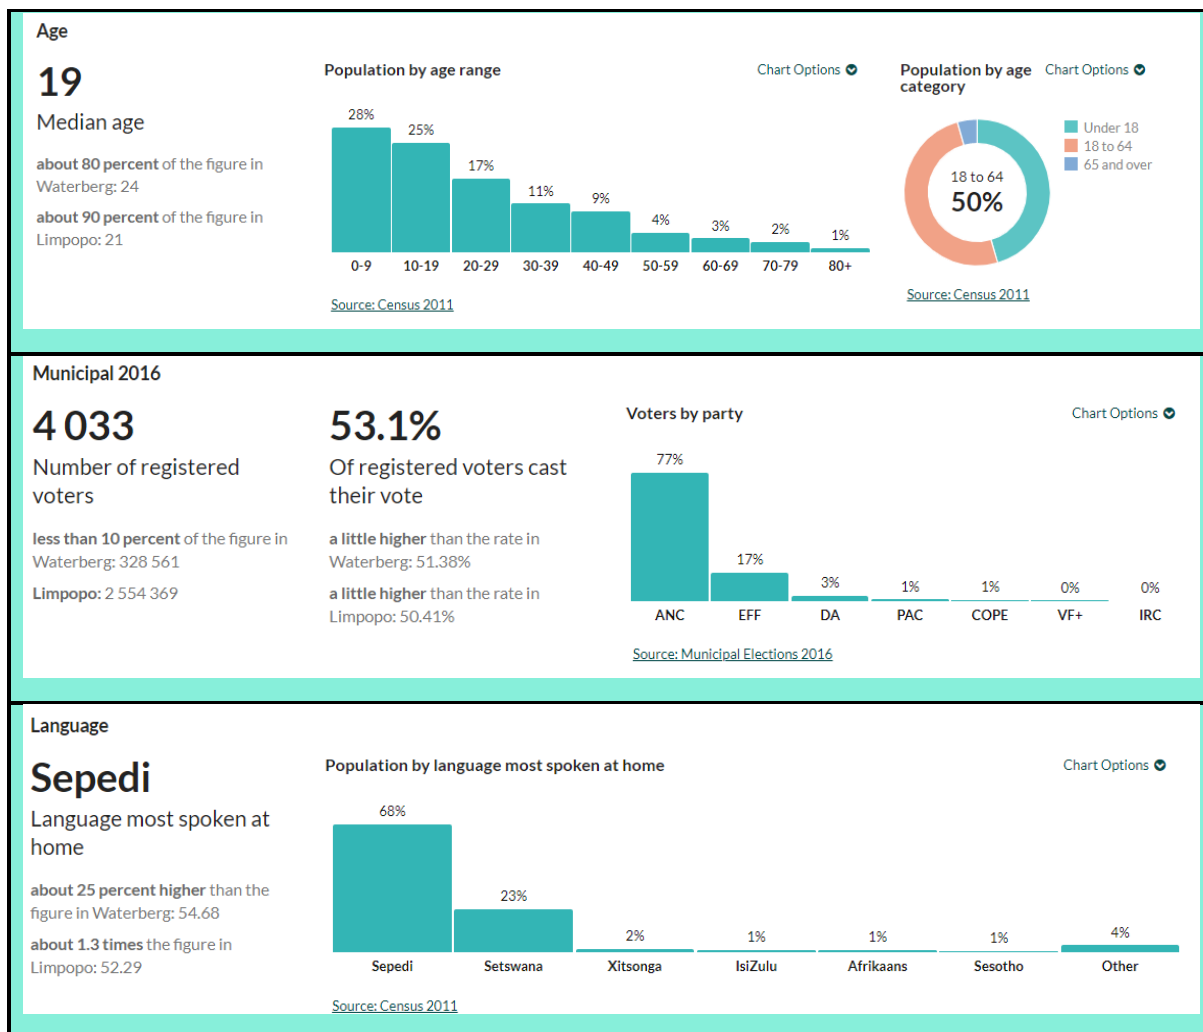 Age
19
Median age
about 80 percent of the figure in
Waterberg: 24
about 90 percent of the figure in
Limpopo: 21
Population by age range
Chart Options
28%
25%
17%
11%
9%
4%
3%
2%
1%
0-9
10-19
20-29
30-39
40-49
50-59
60-69
70-79
80+
Source: Census 2011
Population by age
category
Chart Options
18 to 64
50%
Under 18
18 to 64
65 and over
Source: Census 2011
Municipal 2016
4 033
Number of registered
voters
less than 10 percent of the figure in
Waterberg: 328 561
Limpopo: 2 554 369
53.1%
Of registered voters cast
their vote
a little higher than the rate in
Waterberg: 51.38%
a little higher than the rate in
Limpopo: 50.41%
Voters by party
Chart Options
77%
17%
3%
1%
1%
0%
0%
ANC
EFF
DA
PAC
COPE
VF+
IRC
Source: Municipal Elections 2016
Language
Sepedi
Language most spoken at
home
about 25 percent higher than the
figure in Waterberg: 54.68
about 1.3 times the figure in
Limpopo: 52.29
Population by language most spoken at home
Chart Options
68%
23%
2%
1%
1%
1%
4%
Sepedi
Setswana
Xitsonga
IsiZulu
Afrikaans
Sesotho
Other
Source: Census 2011